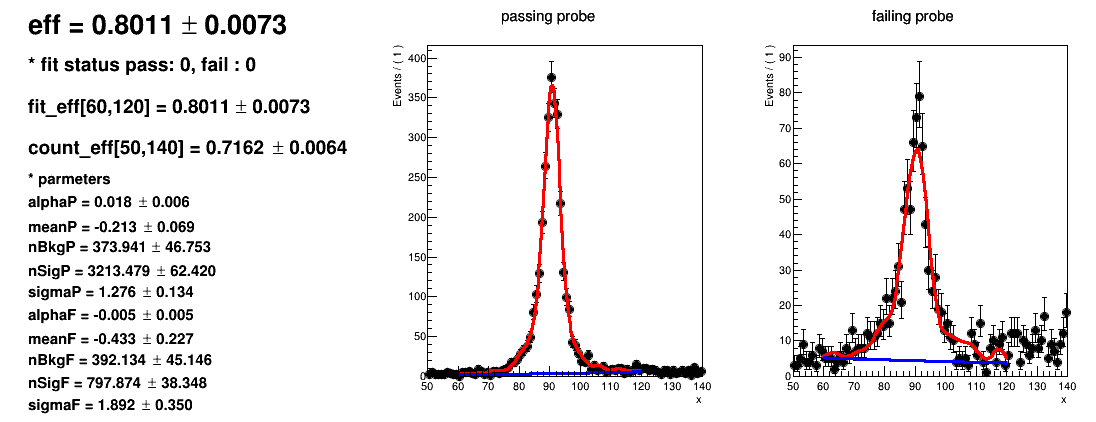 eff = 0.8011 ± 0.0073
* fit status pass: 0, fail : 0
fit_eff[60,120] = 0.8011 ± 0.0073
count_eff[50,140] = 0.7162 ± 0.0064
* parmeters
alphaP = 0.018 ± 0.006
meanP = -0.213 ± 0.069
nBkgP = 373.941 ± 46.753
nSigP = 3213.479 ± 62.420
sigmaP = 1.276 ± 0.134
alphaF = -0.005 ± 0.005
meanF = -0.433 ± 0.227
nBkgF = 392.134 ± 45.146
nSigF = 797.874 ± 38.348
sigmaF = 1.892 ± 0.350
passing probe
Events / ( 1 )
400
350
300
250
200
150
100
50
0
50 60 70 80 90 100 110 120 130 140
x
failing probe
Events / ( 1 )
90
80
70
60
50
40
30
20
10
0
50 60 70 80 90 100 110 120 130 140
x